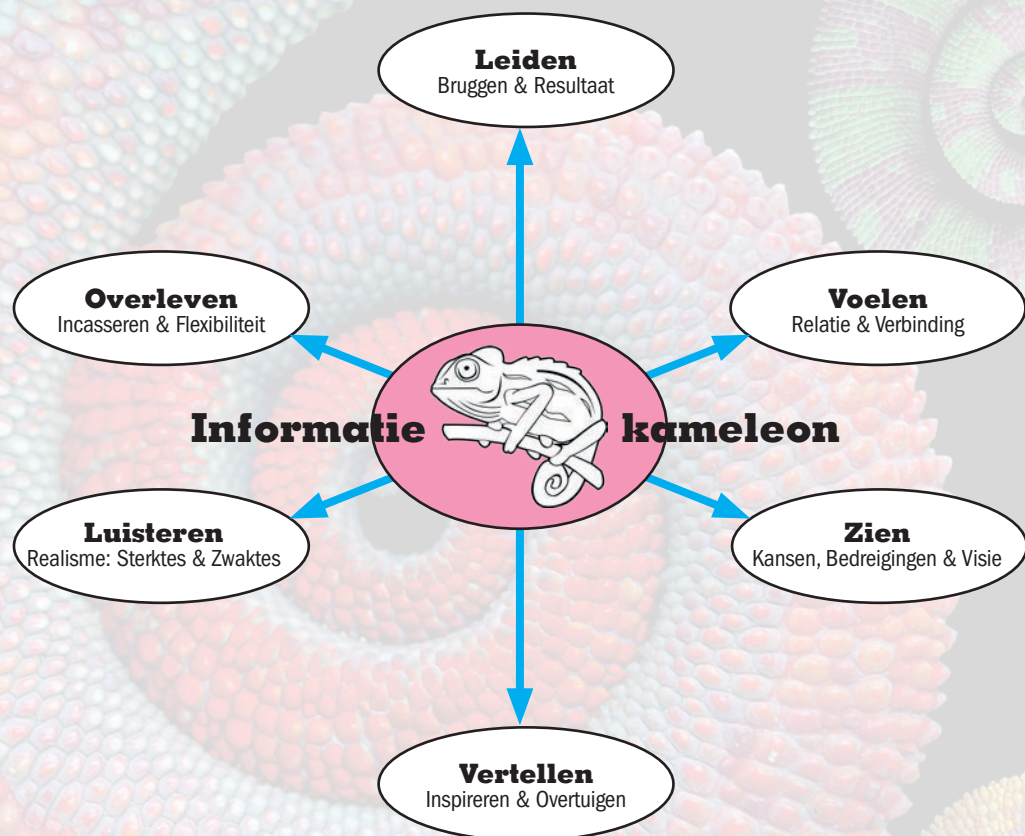 Leiden
Bruggen & Resultaat
Overleven
Incasseren & Flexibiliteit
Voelen
Relatie & Verbinding
Informatie kameleon
Luisteren
Realisme: Sterktes & Zwaktes
Zien
Kansen, Bedreigingen & Visie
Vertellen
Inspireren & Overtuigen